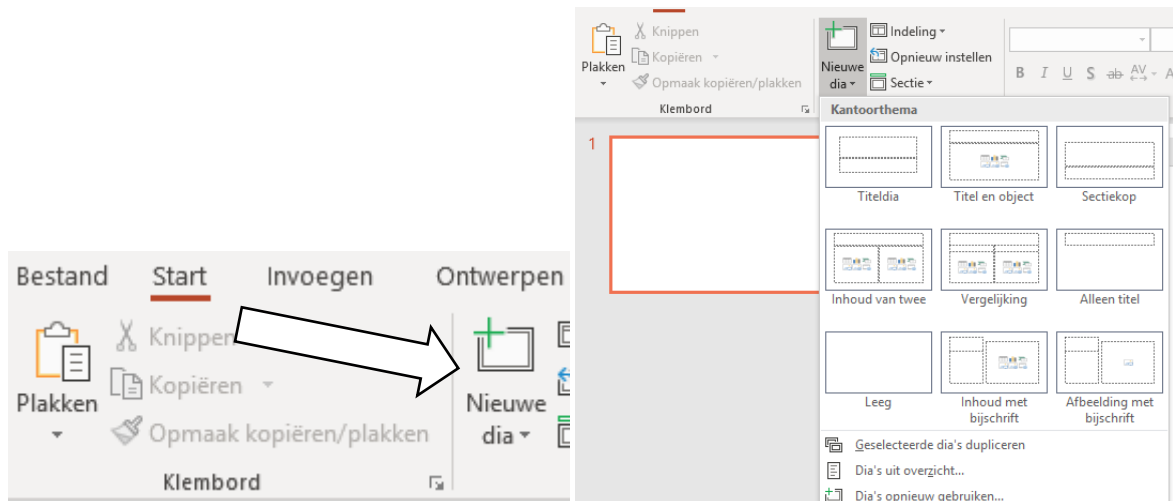 Bestand Start Invoegen Ontwerpen
Knippen
Kopiëren
Plakken
Opmaak kopiëren/plakken
Klembord
Nieuwe
dia
Knippen
Kopiëren
Plakken
Opmaak kopiëren/plakken
Klembord
Nieuwe
dia
Indeling
Opnieuw instellen
Sectie
B I U S ab AV
Kantoorthema
1
Titeldia Titel en object Sectiekop
Inhoud van twee Vergelijking Alleen titel
Leeg Inhoud met bijschrift Afbeelding met bijschrift
Geselecteerde dia's dupliceren
Dia's uit overzicht...
Dia's opnieuw gebruiken...